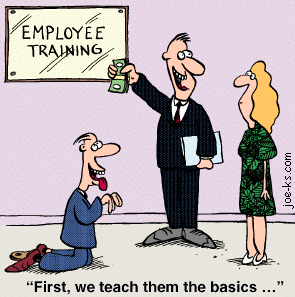 EMPLOYEE
TRAINING
joe-ks.com
"First, we teach them the basics ..."